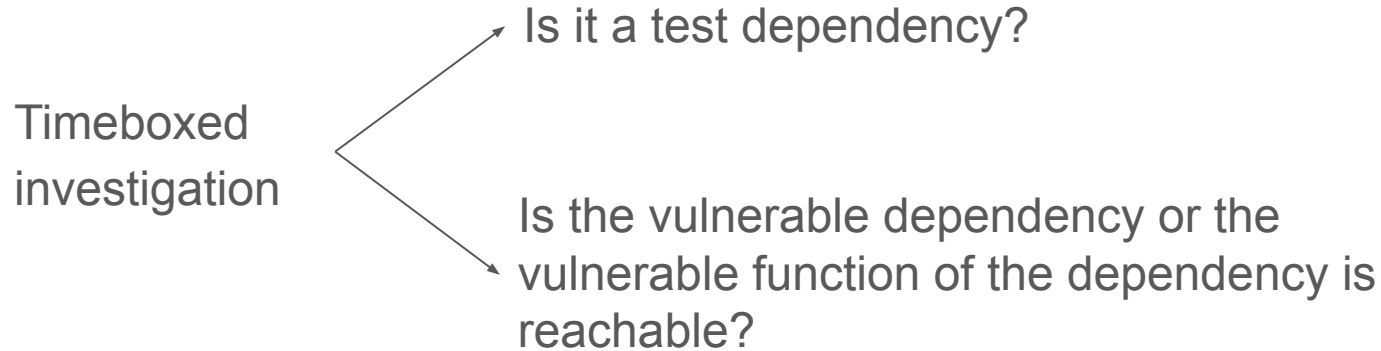 Is it a test dependency?
Timeboxed
investigation
Is the vulnerable dependency or the
vulnerable function of the dependency is
reachable?